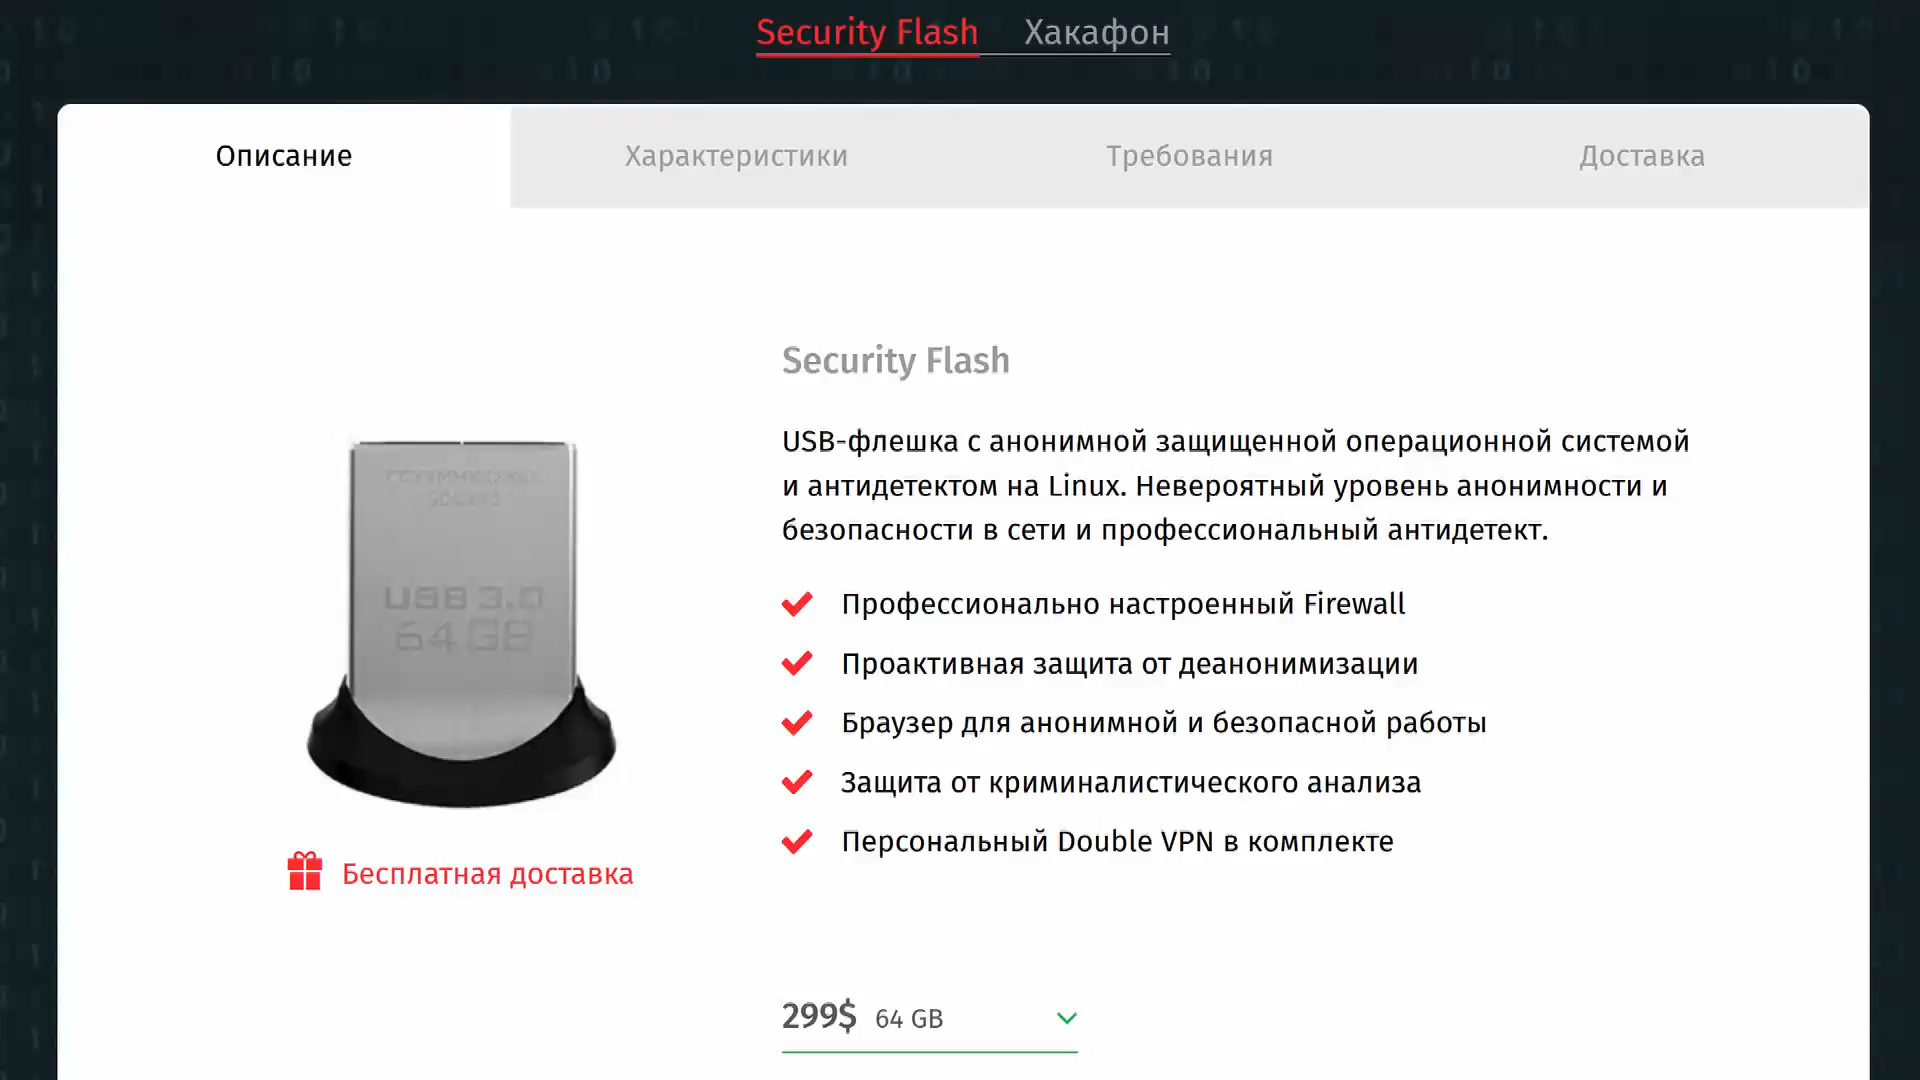 Security Flash Хакафон
Описание Характеристики Требования Доставка
Security Flash
USB-флешка с анонимной защищенной операционной системой
и антидетектом на Linux. Невероятный уровень анонимности и
безопасности в сети и профессиональный антидетект.
Профессионально настроенный Firewall
Проактивная защита от деанонимизации
Браузер для анонимной и безопасной работы
Защита от криминалистического анализа
Персональный Double VPN в комплекте
USB 3.0
64 GB
Бесплатная доставка
299$ 64 GB